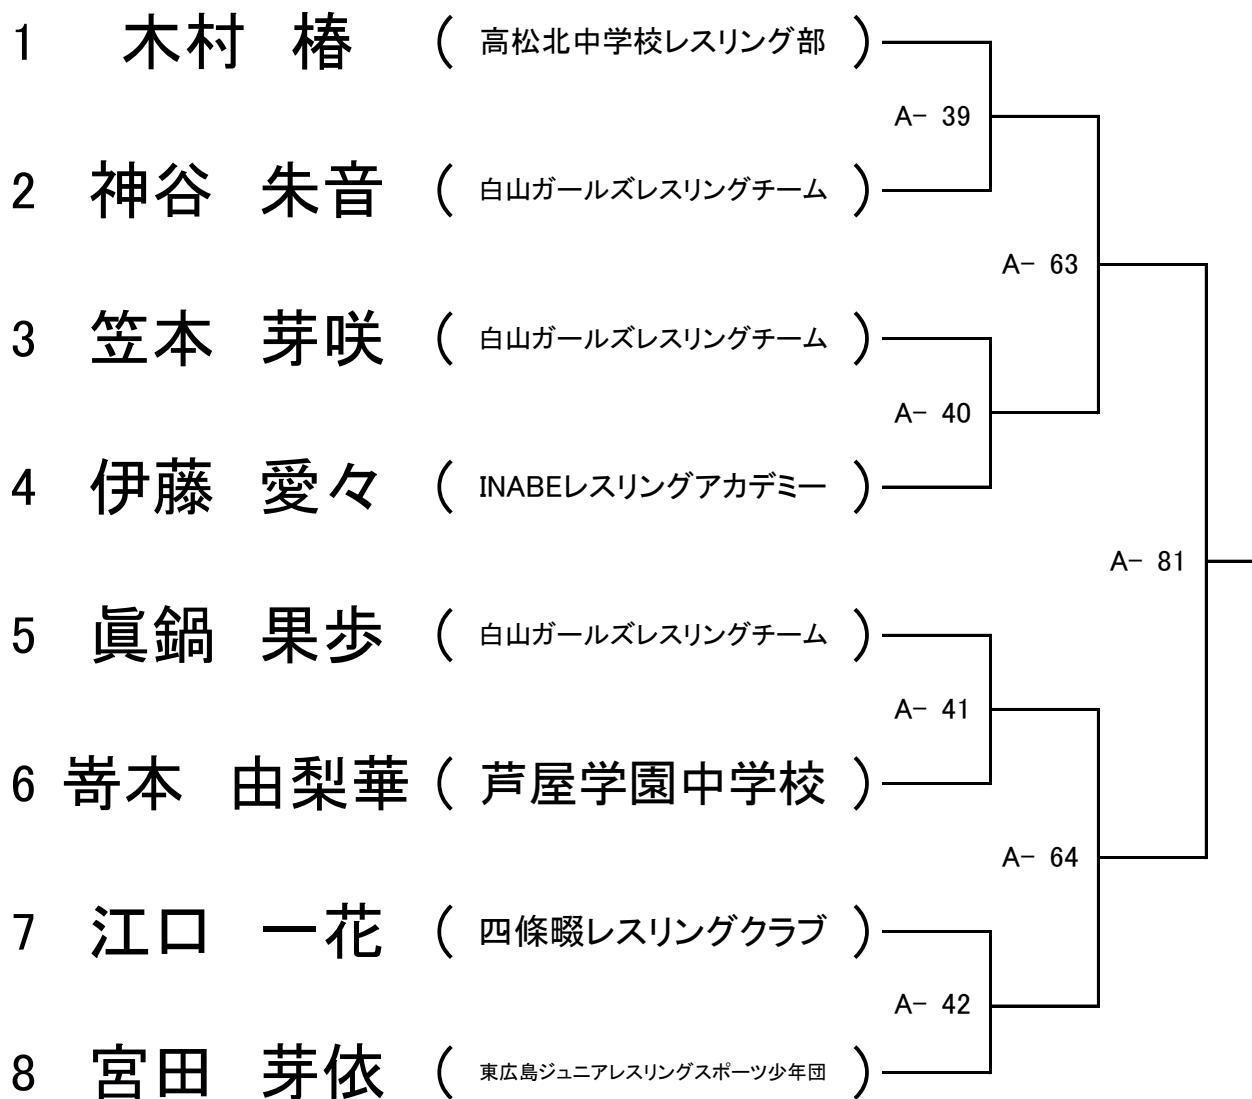 1 木村 椿 ( 高松北中学校レスリング部 )
A- 39
2 神谷 朱音 ( 白山ガールズレスリングチーム )
A- 63
3 笠本 芽咲 ( 白山ガールズレスリングチーム )
A- 40
4 伊藤 愛々 ( INABEレスリングアカデミー )
A- 81
5 眞鍋 果歩 ( 白山ガールズレスリングチーム )
A- 41
6 嵜本 由梨華 ( 芦屋学園中学校 )
A- 64
7 江口 一花 ( 四條畷レスリングクラブ )
A- 42
8 宮田 芽依 ( 東広島ジュニアレスリングスポーツ少年団 )